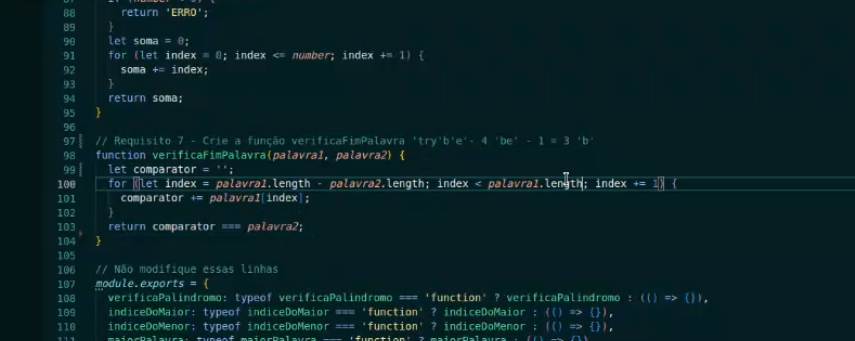 88 return 'ERRO';
89 }
90 let soma = 0;
91 for (let index = 0; index <= number; index += 1) {
92 soma += index;
93 }
94 return soma;
95 }
96
97 // Requisito 7 - Crie a função verificaFimPalavra 'try'b'e'- 4 'be' - 1 = 3 'b'
98 function verificaFimPalavra(palavra1, palavra2) {
99 let comparator = '';
100 for (let index = palavra1.length - palavra2.length; index < palavra1.length; index += 1) {
101 comparator += palavra1[index];
102 }
103 return comparator === palavra2;
104 }
105
106 // Não modifique essas linhas
107 module.exports = {
108 verificaPalindromo: typeof verificaPalindromo === 'function' ? verificaPalindromo : (() => {}),
109 indiceDoMaior: typeof indiceDoMaior === 'function' ? indiceDoMaior : (() => {}),
110 indiceDoMenor: typeof indiceDoMenor === 'function' ? indiceDoMenor : (() => {}),